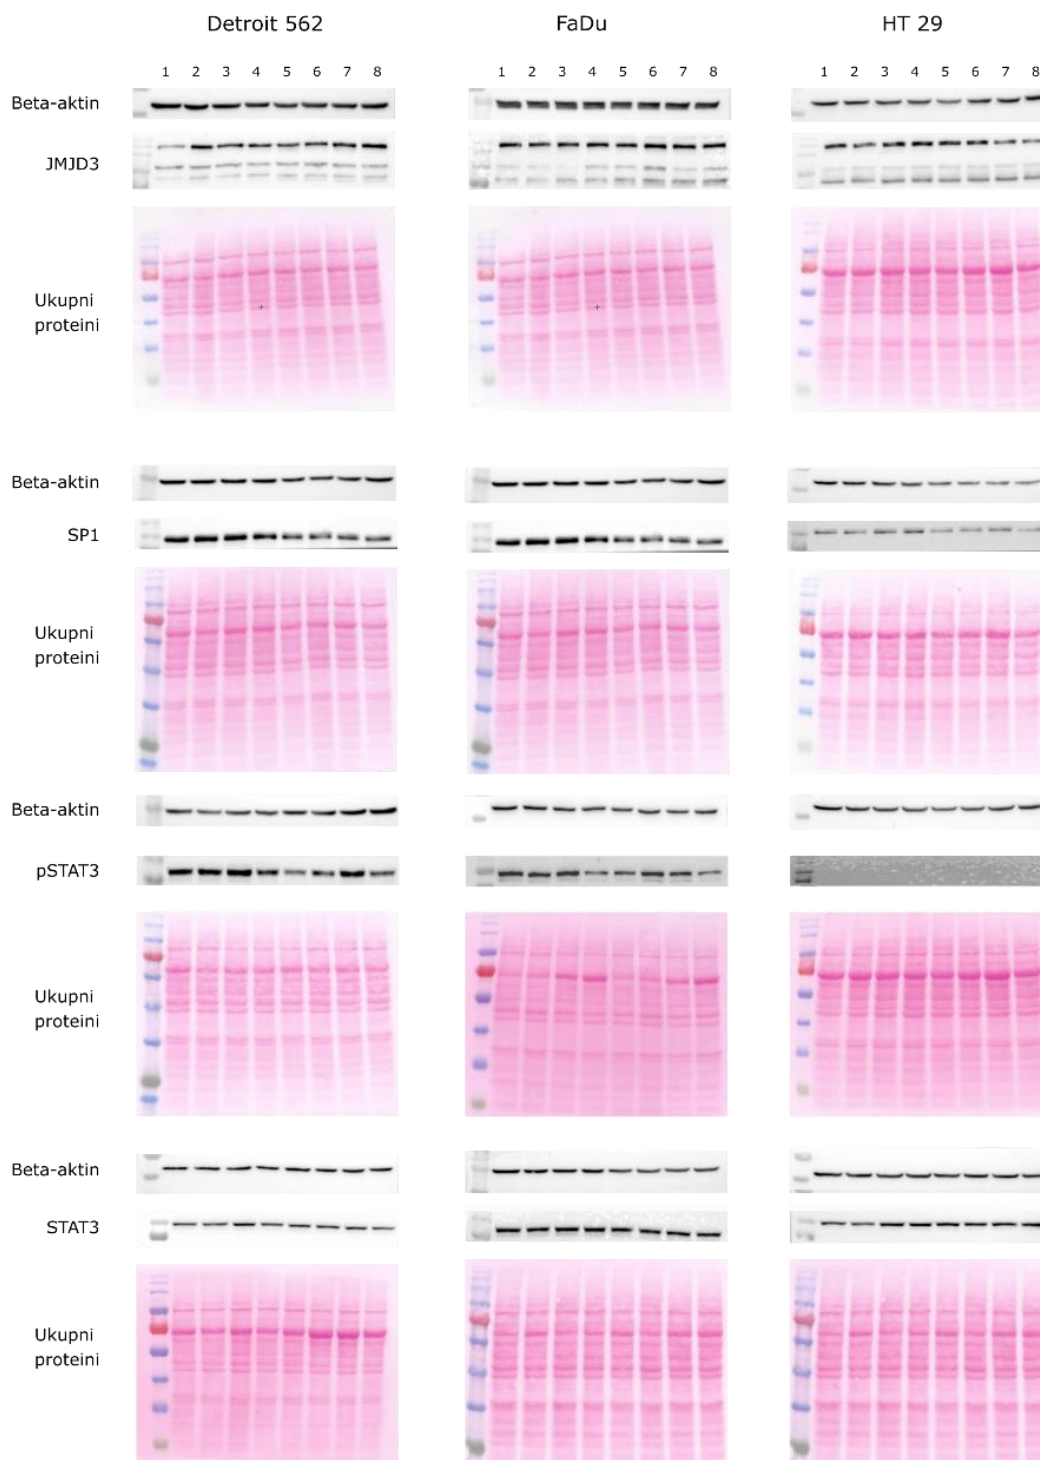 Detroit 562 FaDu HT 29
1 2 3 4 5 6 7 8 1 2 3 4 5 6 7 8 1 2 3 4 5 6 7 8
Beta-aktin
JMJD3
Ukupni
proteini
Beta-aktin
SP1
Ukupni
proteini
Beta-aktin
pSTAT3
Ukupni
proteini
Beta-aktin
STAT3
Ukupni
proteini